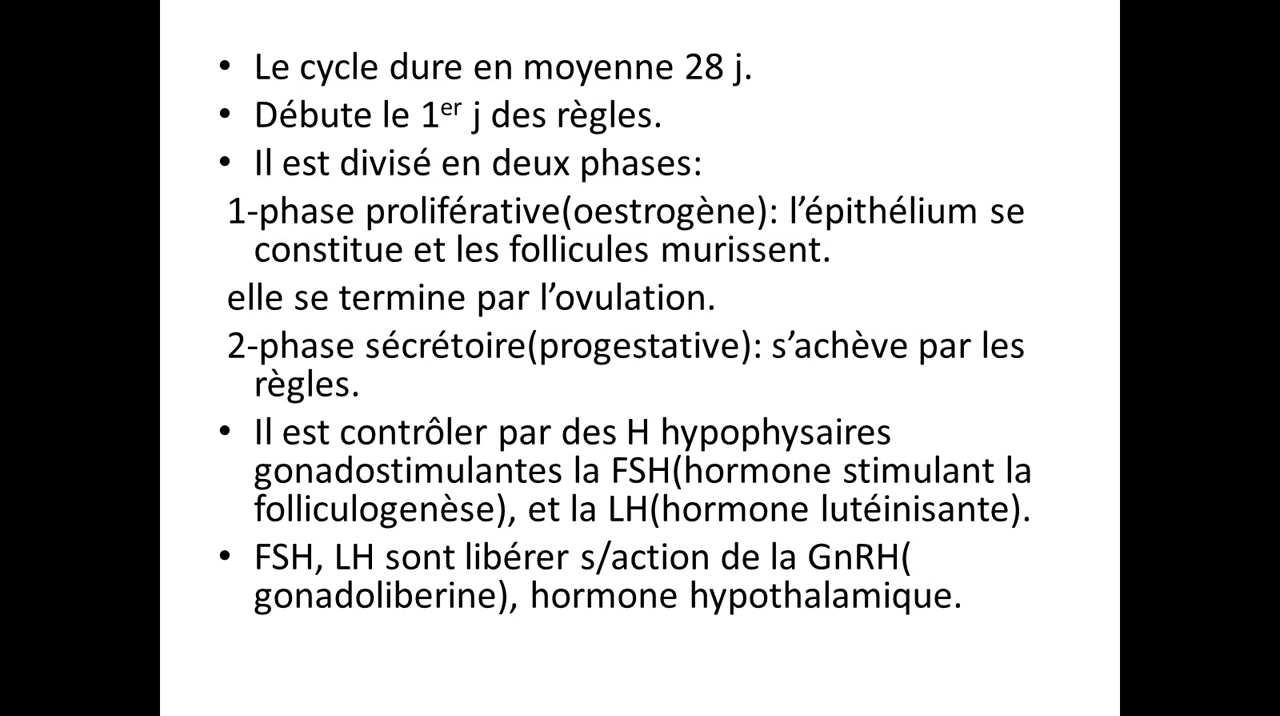 • Le cycle dure en moyenne 28 j.
• Débute le 1er j des règles.
• Il est divisé en deux phases:
1-phase proliférative(oestrogène): l’épithélium se
constitue et les follicules murissent.
elle se termine par l’ovulation.
2-phase sécrétoire(progestative): s’achève par les
règles.
• Il est contrôler par des H hypophysaires
gonadostimulantes la FSH(hormone stimulant la
folliculogenèse), et la LH(hormone lutéinisante).
• FSH, LH sont libérer s/action de la GnRH(
gonadoliberine), hormone hypothalamique.